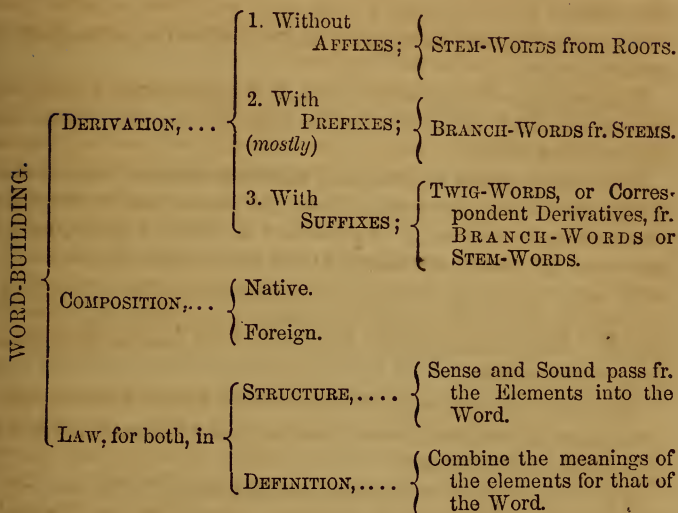 WORD-BUILDING.
DERIVATION, ...
1. Without
AFFIXES;
STEM-WORDS from ROOTS.
2. With
PREFIXES;
(mostly)
BRANCH-WORDS fr. STEMS.
3. With
SUFFIXES;
TWIG-WORDS, or Corres-
pondent Derivatives, fr.
BRANCH-WORDS or
STEM-WORDS.
COMPOSITION,...
Native.
Foreign.
LAW, for both, in
STRUCTURE,....
Sense and Sound pass fr.
the Elements into the
Word.
DEFINITION,....
Combine the meanings of
the elements for that of
the Word.